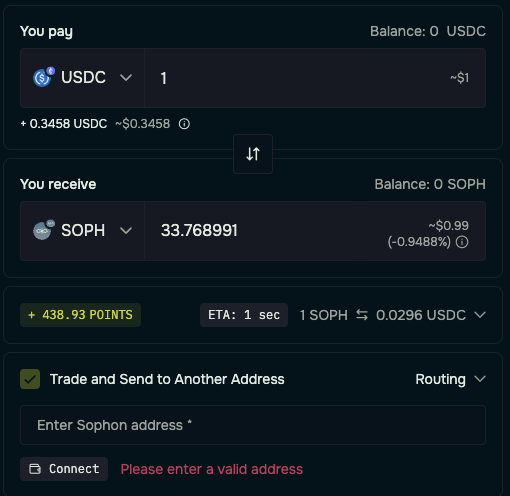 You pay Balance: 0 USDC
USDC 1 ~$1
+ 0.3458 USDC ~$0.3458
You receive Balance: 0 SOPH
SOPH 33.768991 ~$0.99
(-0.9488%)
+ 438.93 POINTS ETA: 1 sec 1 SOPH ⇆ 0.0296 USDC
Trade and Send to Another Address Routing
Enter Sophon address *
Connect Please enter a valid address